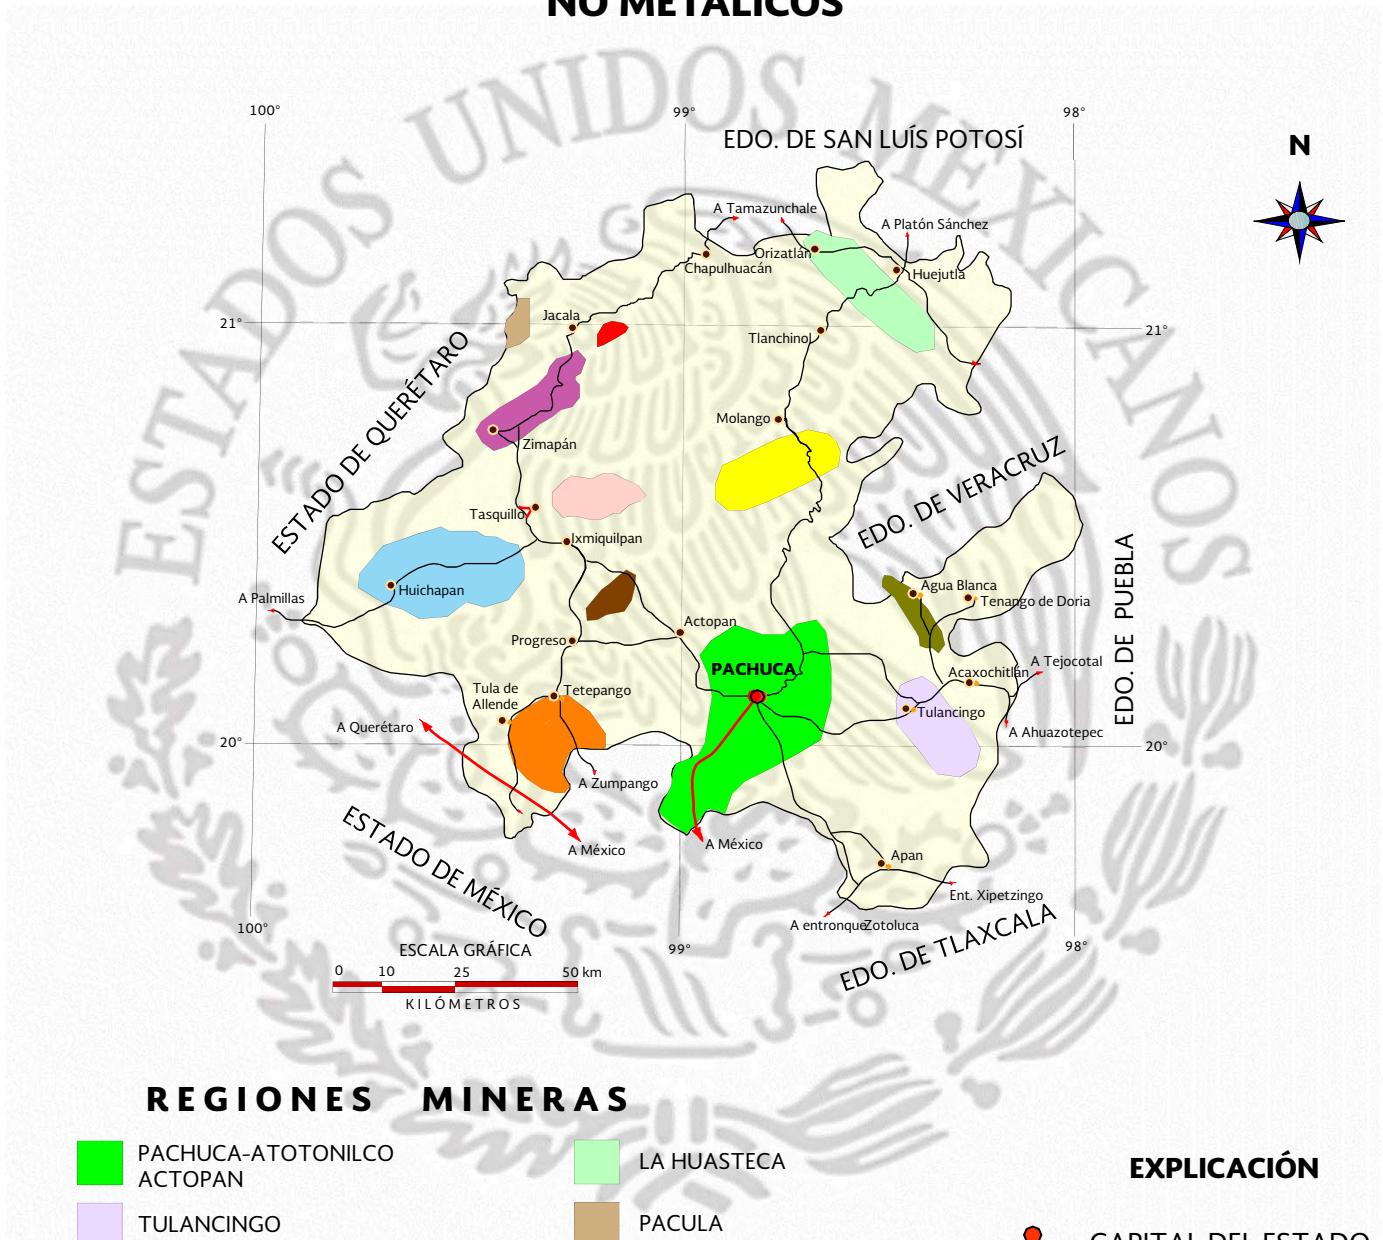 NO METÁLICOS
ESTADOS UNIDOS MEXICANOS
100°
99°
98°
EDO. DE SAN LUÍS POTOSÍ
N
A Tamazunchale
A Platón Sánchez
Orizatlán
Chapulhuacán
Huejutla
Jacala
21°
21°
Tlanchinol
ESTADO DE QUERÉTARO
Molango
Zimapán
EDO. DE VERACRUZ
Tasquillo
Ixmiquilpan
EDO. DE PUEBLA
Huichapan
Agua Blanca
A Palmillas
Tenango de Doria
Actopan
Progreso
PACHUCA
A Tejocotal
Acaxochitlán
Tula de
Allende
Tetepango
Tulancingo
A Querétaro
A Ahuazotepec
20°
20°
A Zumpango
ESTADO DE MÉXICO
A México
A México
Apan
Ent. Xipetzingo
A entronque Zotoluca
EDO. DE TLAXCALA
100°
99°
98°
ESCALA GRÁFICA
0 10 25 50 km
KILÓMETROS
REGIONES MINERAS
PACHUCA-ATOTONILCO
ACTOPAN
LA HUASTECA
EXPLICACIÓN
TULANCINGO
PACULA
CAPITAL DEL ESTADO